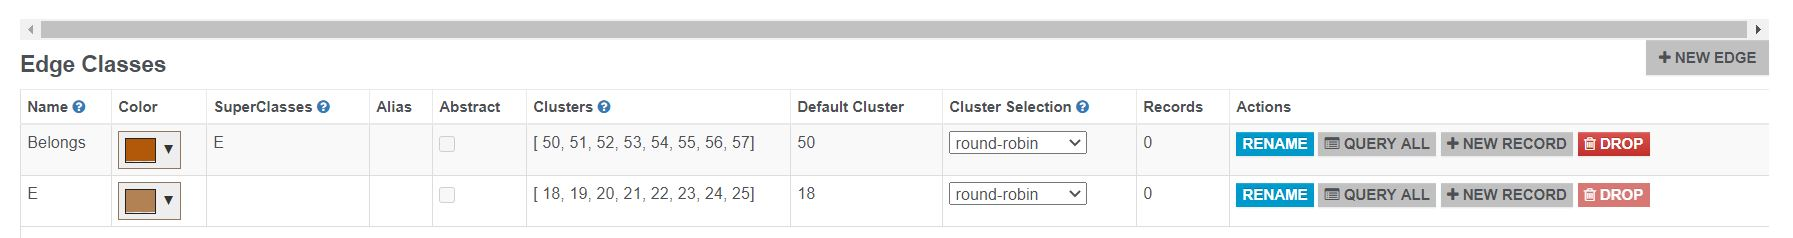 Edge Classes
NEW EDGE
Name Color SuperClasses Alias Abstract Clusters Default Cluster Cluster Selection Records Actions
Belongs E [ 50, 51, 52, 53, 54, 55, 56, 57] 50 round-robin 0 RENAME QUERY ALL NEW RECORD DROP
E [ 18, 19, 20, 21, 22, 23, 24, 25] 18 round-robin 0 RENAME QUERY ALL NEW RECORD DROP